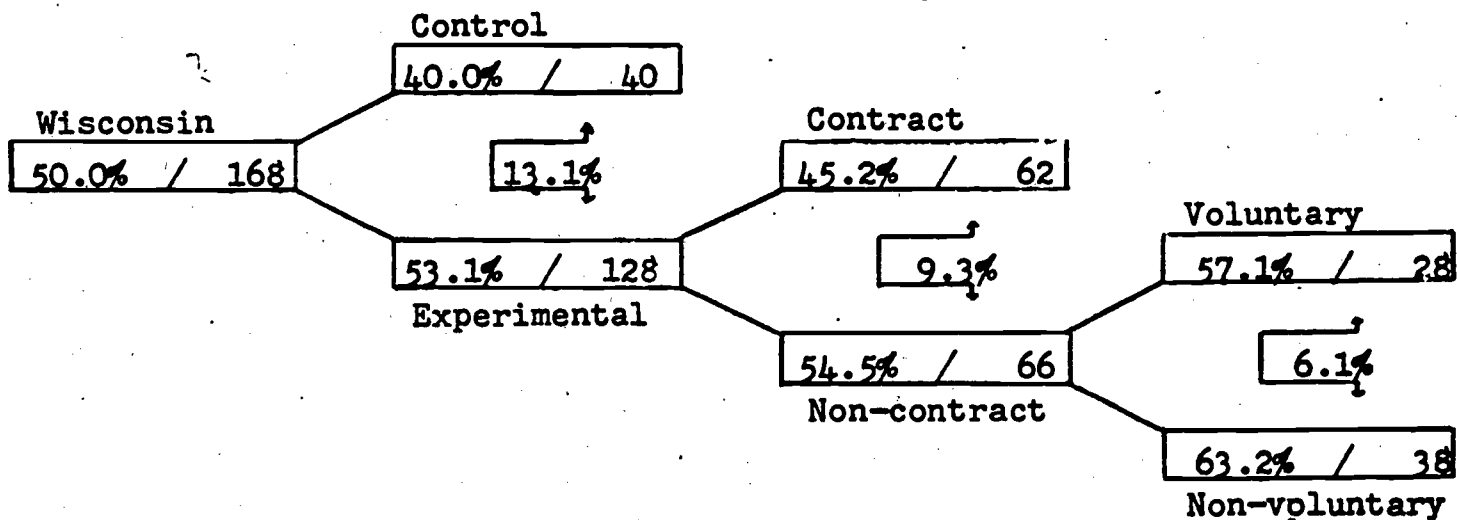 Control
40.0% / 40
Wisconsin
50.0% / 168
13.1%
Contract
45.2% / 62
53.1% / 128
Experimental
9.3%
Voluntary
57.1% / 28
54.5% / 66
Non-contract
6.1%
63.2% / 38
Non-voluntary